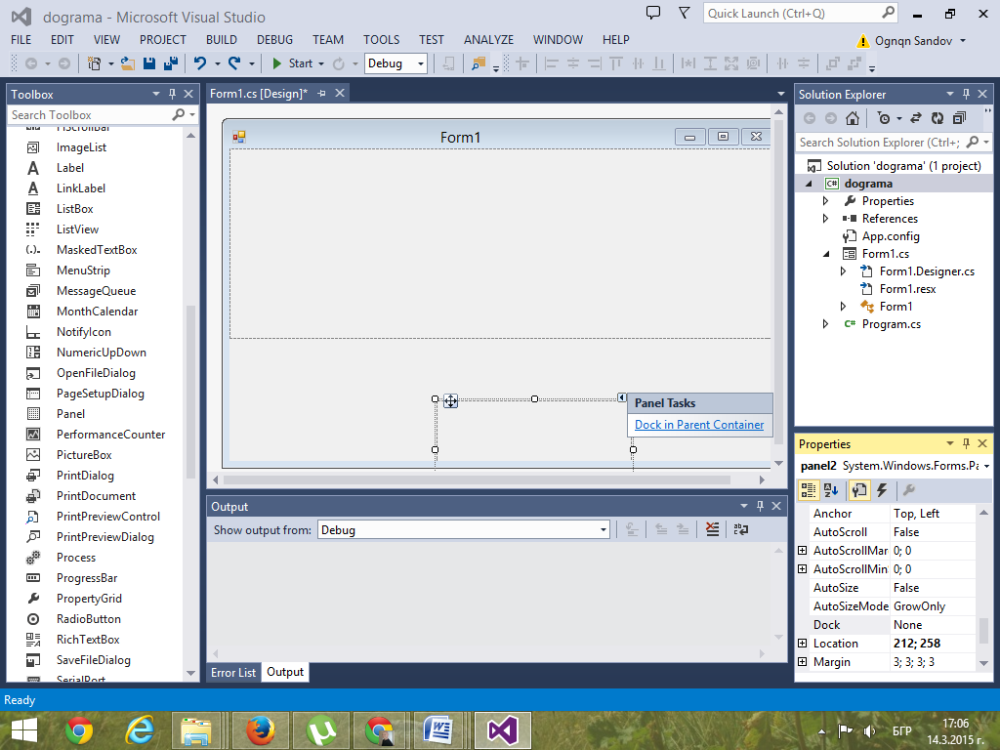 dograma - Microsoft Visual Studio
Quick Launch (Ctrl+Q)
FILE EDIT VIEW PROJECT BUILD DEBUG TEAM TOOLS TEST ANALYZE WINDOW HELP
Ognqn Sandov
Start
Debug
Toolbox
Search Toolbox
HScrollBar
ImageList
Label
LinkLabel
ListBox
ListView
MaskedTextBox
MenuStrip
MessageQueue
MonthCalendar
NotifyIcon
NumericUpDown
OpenFileDialog
PageSetupDialog
Panel
PerformanceCounter
PictureBox
PrintDialog
PrintDocument
PrintPreviewControl
PrintPreviewDialog
Process
ProgressBar
PropertyGrid
RadioButton
RichTextBox
SaveFileDialog
SerialPort
Form1.cs [Design]*
Form1
Panel Tasks
Dock in Parent Container
Output
Show output from: Debug
Error List Output
Solution Explorer
Search Solution Explorer (Ctrl+;
Solution 'dograma' (1 project)
C# dograma
Properties
References
App.config
Form1.cs
Form1.Designer.cs
Form1.resx
Form1
C# Program.cs
Properties
panel2 System.Windows.Forms.Pa
Anchor Top, Left
AutoScroll False
AutoScrollMar 0; 0
AutoScrollMin 0; 0
AutoSize False
AutoSizeMode GrowOnly
Dock None
Location 212; 258
Margin 3; 3; 3; 3
Ready
БГР
17:06
14.3.2015 г.